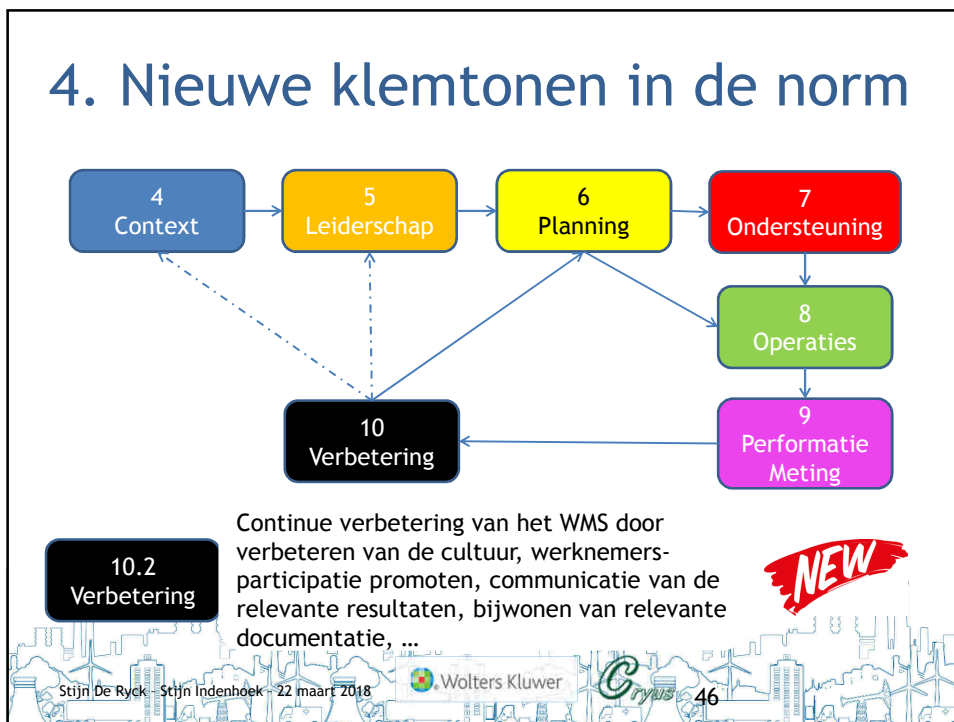 4. Nieuwe klemtonen in de norm
4
Context
5
Leiderschap
6
Planning
7
Ondersteuning
8
Operaties
9
Performatie
Meting
10
Verbetering
10.2
Verbetering
Continue verbetering van het WMS door
verbeteren van de cultuur, werknemers-
participatie promoten, communicatie van de
relevante resultaten, bijwonen van relevante
documentatie, …
NEW
Stijn De Ryck – Stijn Indenhoek – 22 maart 2018
Wolters Kluwer
Cryus
46